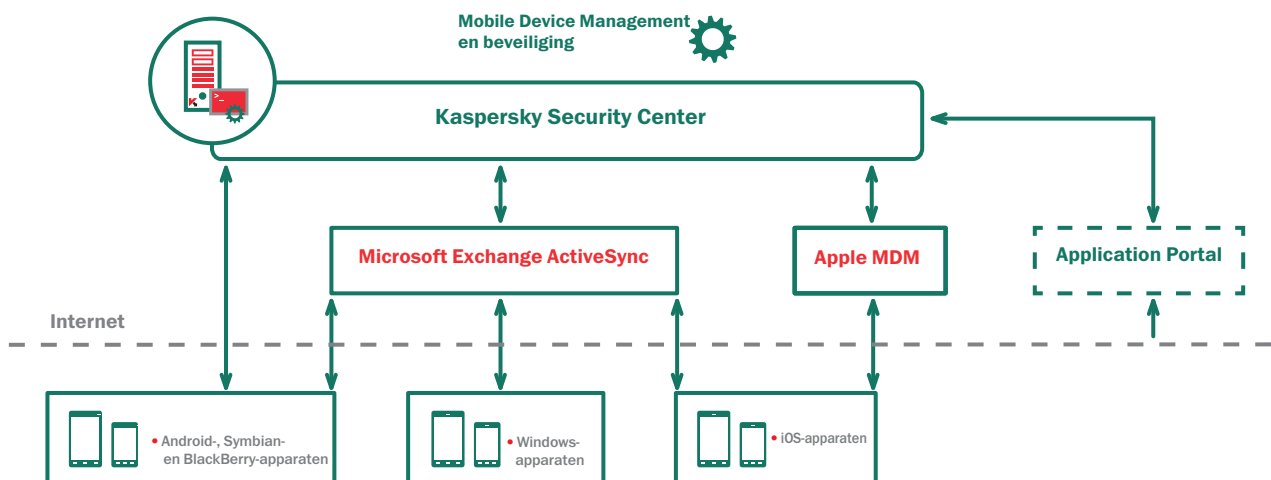 Mobile Device Management
en beveiliging
>_
Kaspersky Security Center
Microsoft Exchange ActiveSync
Apple MDM
Application Portal
Internet
• Android-, Symbian-
en BlackBerry-apparaten
• Windows-
apparaten
• iOS-apparaten